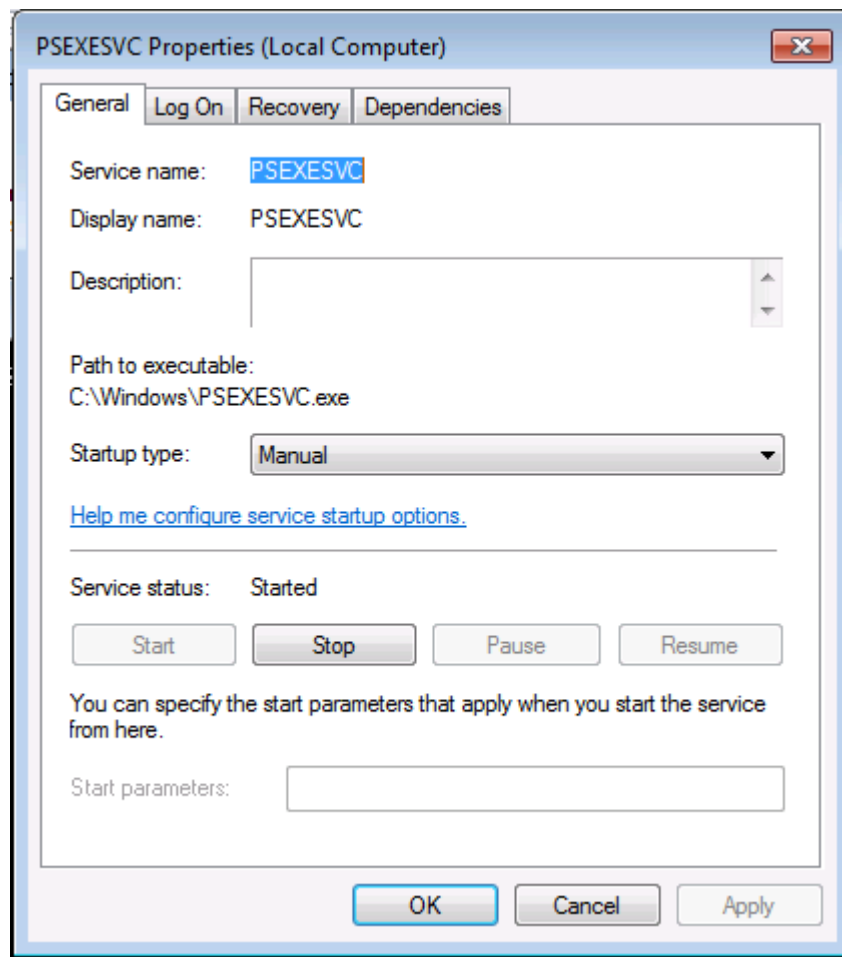 PSEXESVC Properties (Local Computer)
General Log On Recovery Dependencies
Service name: PSEXESVC
Display name: PSEXESVC
Description:
Path to executable:
C:\Windows\PSEXESVC.exe
Startup type: Manual
Help me configure service startup options.
Service status: Started
Start Stop Pause Resume
You can specify the start parameters that apply when you start the service
from here.
Start parameters:
OK Cancel Apply